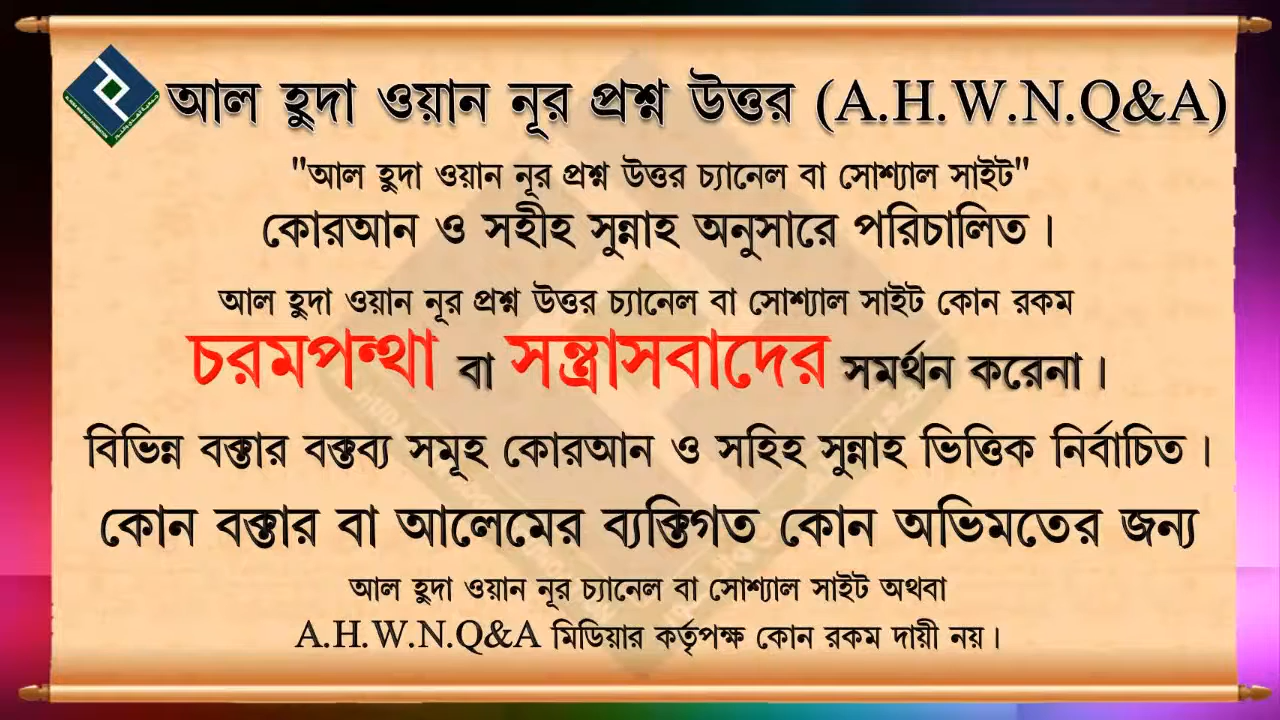 আল হুদা ওয়ান নূর প্রশ্ন উত্তর (A.H.W.N.Q&A)
"আল হুদা ওয়ান নূর প্রশ্ন উত্তর চ্যানেল বা সোশ্যাল সাইট"
কোরআন ও সহীহ সুন্নাহ অনুসারে পরিচালিত।
আল হুদা ওয়ান নূর প্রশ্ন উত্তর চ্যানেল বা সোশ্যাল সাইট কোন রকম
চরমপন্থা বা সন্ত্রাসবাদের সমর্থন করেনা।
বিভিন্ন বক্তার বক্তব্য সমূহ কোরআন ও সহিহ সুন্নাহ ভিত্তিক নির্বাচিত।
কোন বক্তার বা আলেমের ব্যক্তিগত কোন অভিমতের জন্য
আল হুদা ওয়ান নূর চ্যানেল বা সোশ্যাল সাইট অথবা
A.H.W.N.Q&A মিডিয়ার কর্তৃপক্ষ কোন রকম দায়ী নয়।